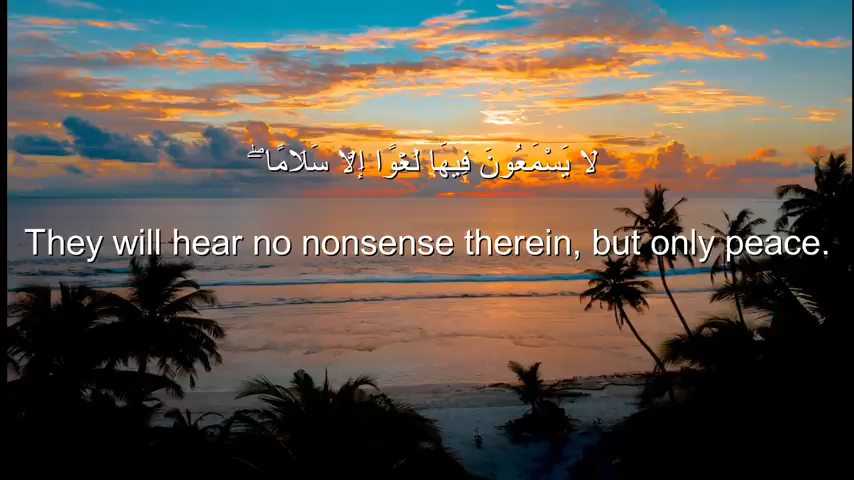 لَا يَسْمَعُونَ فِيهَا لَغْوًا إِلَّا سَلَامًا ۖ
They will hear no nonsense therein, but only peace.